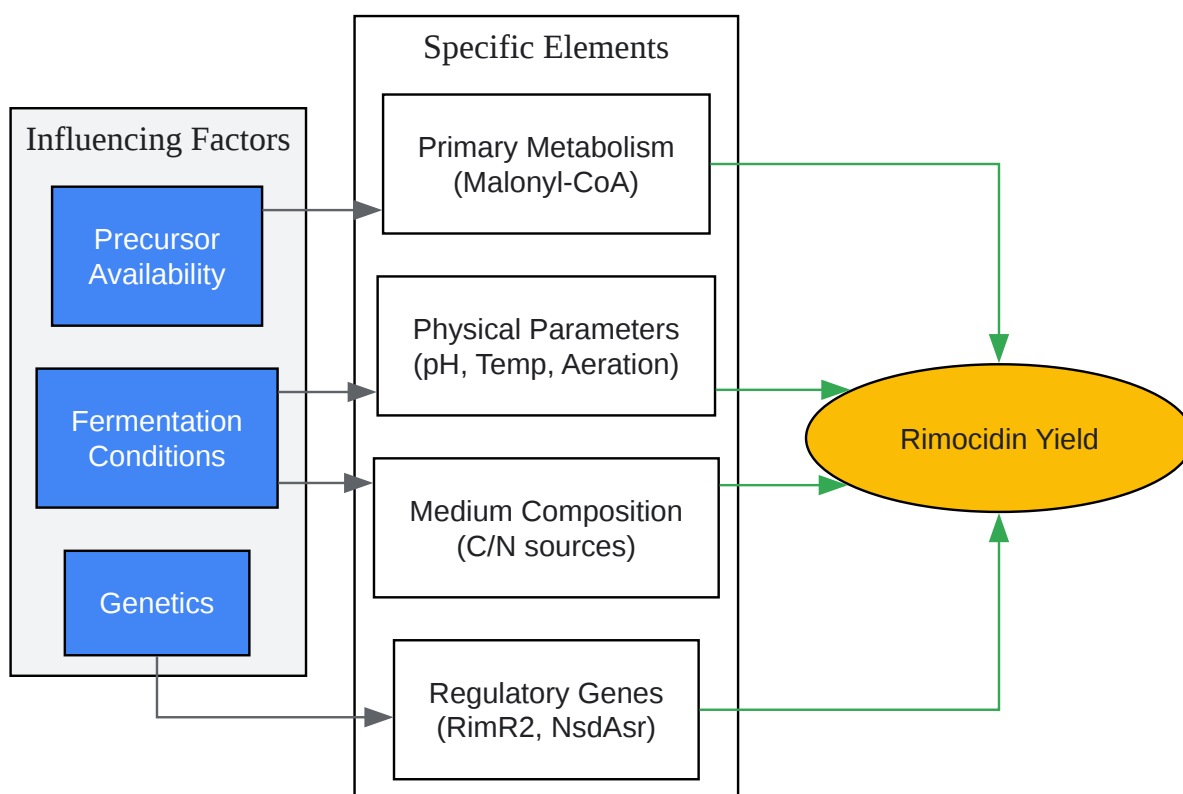 Influencing Factors
Precursor
Availability
Fermentation
Conditions
Genetics
Specific Elements
Primary Metabolism
(Malonyl-CoA)
Physical Parameters
(pH, Temp, Aeration)
Medium Composition
(C/N sources)
Regulatory Genes
(RimR2, NsdAsr)
Rimocidin Yield